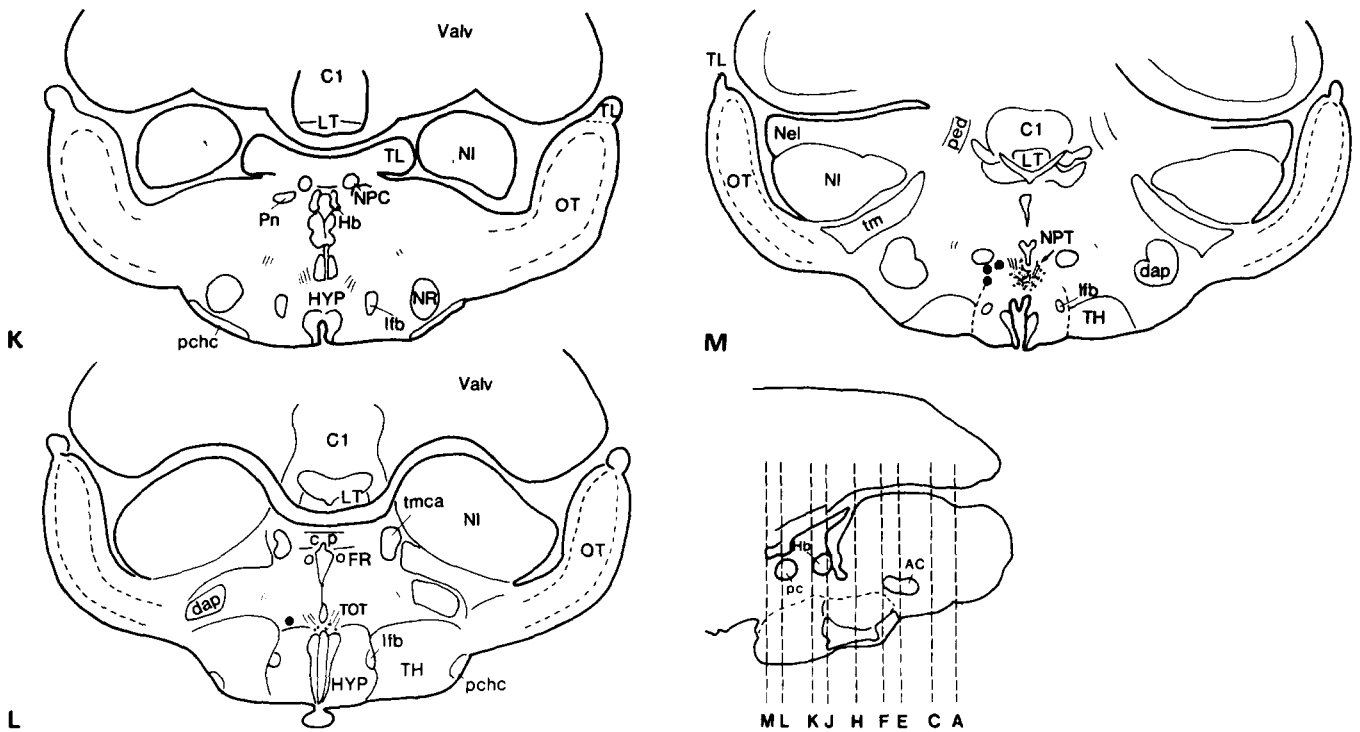 Valv
C1
LT
TL
TL
NI
OT
Pn
NPC
Hb
HYP
NR
lfb
pchc
K
TL
Nel
ped
C1
LT
OT
NI
tm
NPT
dap
lfb
TH
M
Valv
C1
LT
tmca
NI
c p
FR
OT
dap
TOT
lfb
TH
HYP
pchc
L
Hb
pc
AC
M L K J H F E C A